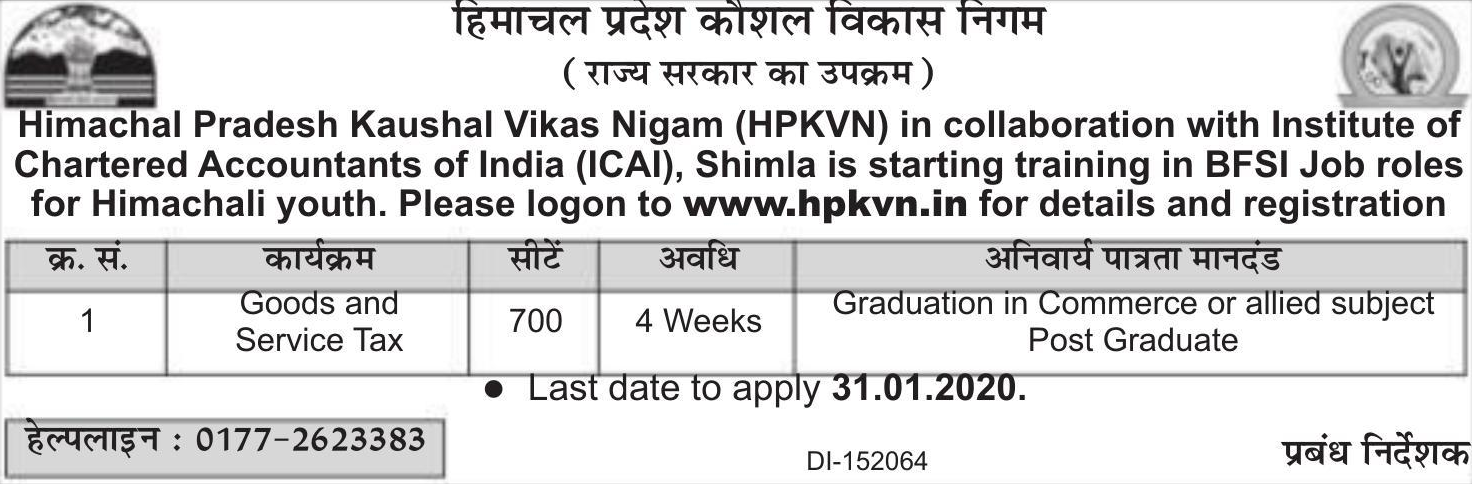 हिमाचल प्रदेश कौशल विकास निगम
( राज्य सरकार का उपक्रम )
Himachal Pradesh Kaushal Vikas Nigam (HPKVN) in collaboration with Institute of
Chartered Accountants of India (ICAI), Shimla is starting training in BFSI Job roles
for Himachali youth. Please logon to www.hpkvn.in for details and registration
क्र. सं. कार्यक्रम सीटें अवधि अनिवार्य पात्रता मानदंड
1 Goods and Service Tax 700 4 Weeks Graduation in Commerce or allied subject Post Graduate
• Last date to apply 31.01.2020.
हेल्पलाइन : 0177-2623383
DI-152064
प्रबंध निर्देशक